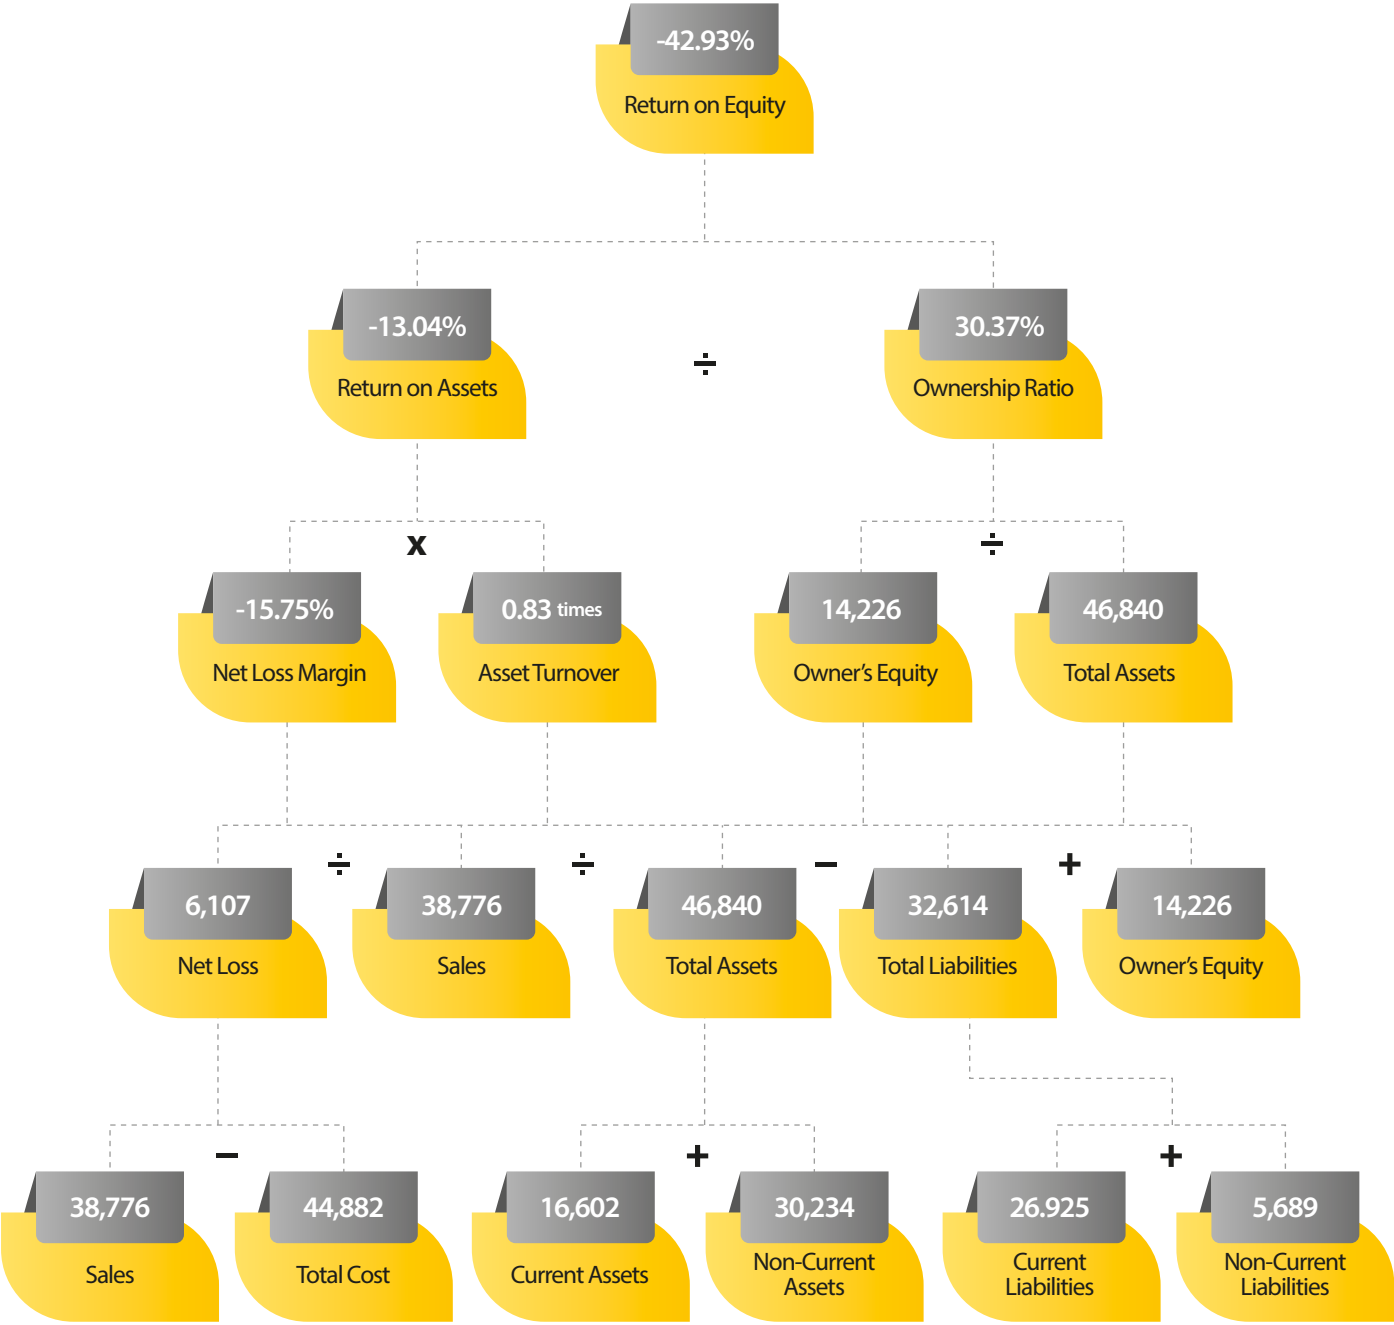 -42.93%
Return on Equity
-13.04%
Return on Assets
÷
30.37%
Ownership Ratio
x
÷
-15.75%
Net Loss Margin
0.83 times
Asset Turnover
14,226
Owner’s Equity
46,840
Total Assets
÷
÷
–
+
6,107
Net Loss
38,776
Sales
46,840
Total Assets
32,614
Total Liabilities
14,226
Owner’s Equity
–
+
+
38,776
Sales
44,882
Total Cost
16,602
Current Assets
30,234
Non-Current
Assets
26.925
Current
Liabilities
5,689
Non-Current
Liabilities